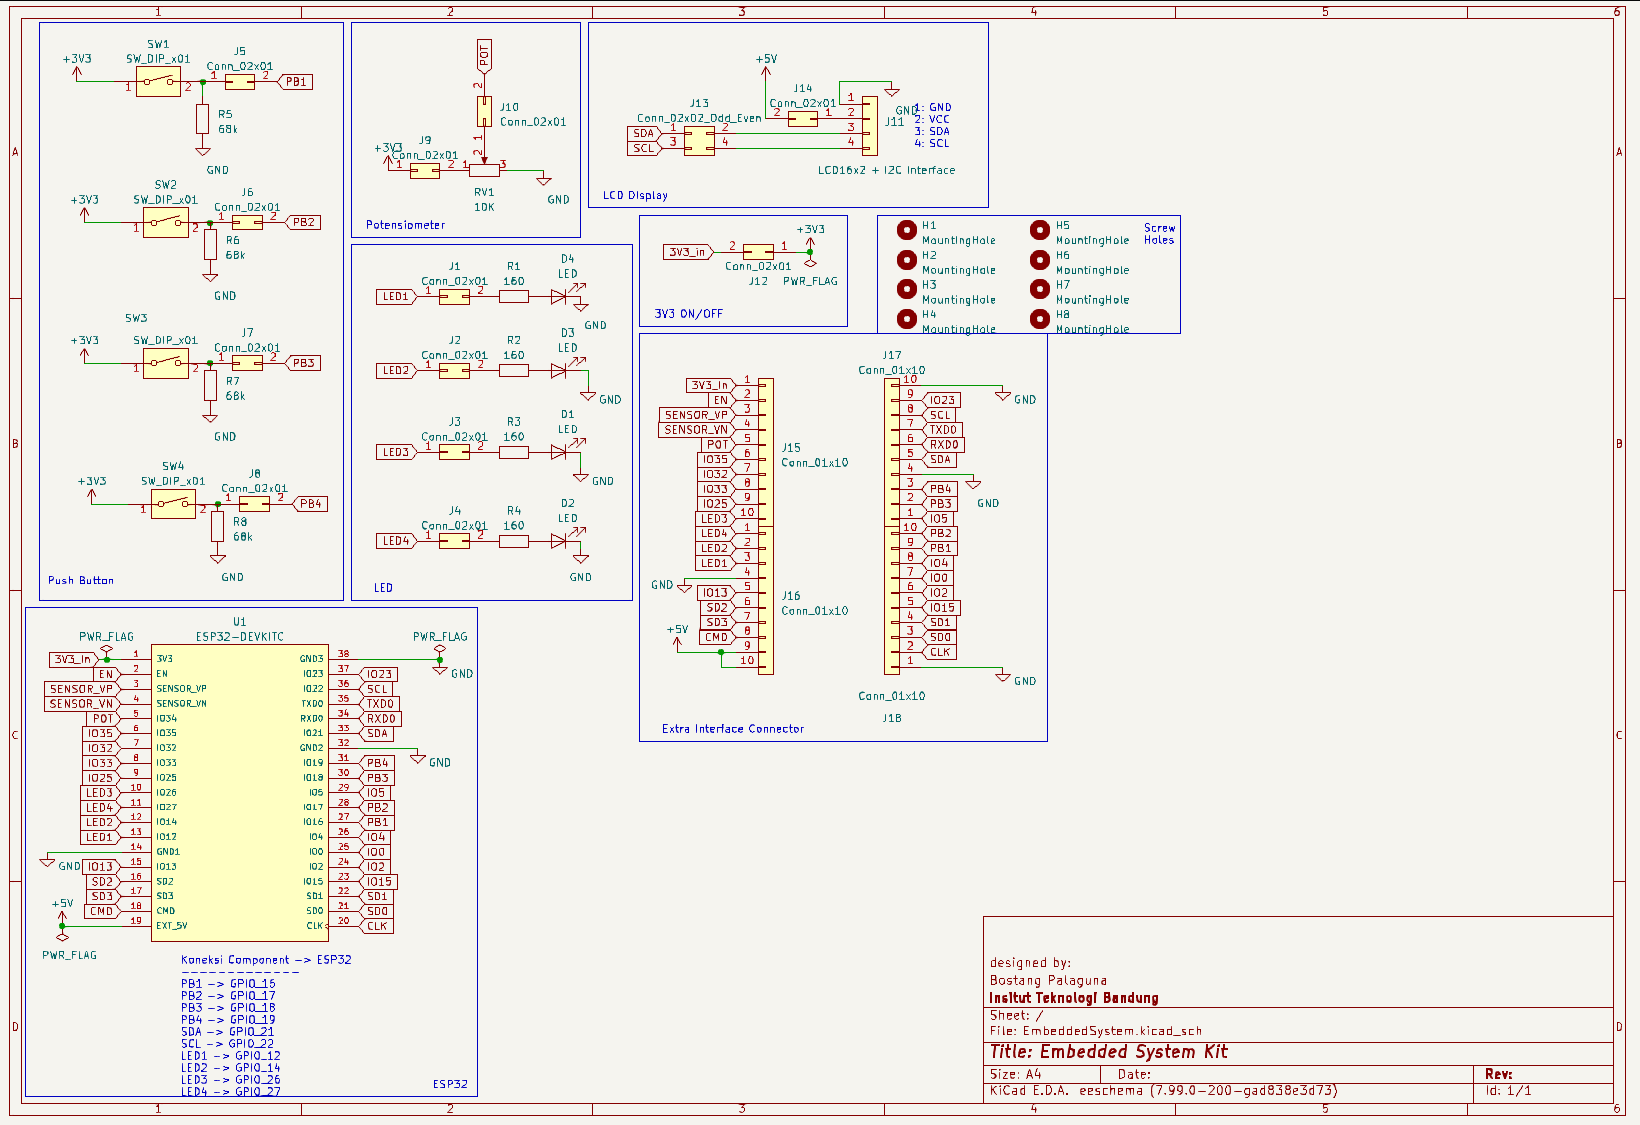 1 2 3 4 5 6
A
B
C
D
A
B
C
D
+3V3
SW1
SW_DIP_x01
1 2
J5
Conn_02x01
1 2
PB1
R5
68k
GND
+3V3
SW2
SW_DIP_x01
1 2
J6
Conn_02x01
1 2
PB2
R6
68k
GND
+3V3
SW3
SW_DIP_x01
1 2
J7
Conn_02x01
1 2
PB3
R7
68k
GND
+3V3
SW4
SW_DIP_x01
1 2
J8
Conn_02x01
1 2
PB4
R8
68k
GND
Push Button
POT
2
J10
Conn_02x01
1
+3V3
J9
Conn_02x01
1 2
1 2 3
RV1
10K
GND
Potensiometer
+5V
J14
Conn_02x01
2 1
J13
Conn_02x02_Odd_Even
SDA 1 2
SCL 3 4
1
2
3
4
GND
J11
1: GND
2: VCC
3: SDA
4: SCL
LCD16x2 + I2C Interface
LCD Display
3V3_in
2 1
Conn_02x01
J12
+3V3
PWR_FLAG
3V3 ON/OFF
H1
MountingHole
H2
MountingHole
H3
MountingHole
H4
MountingHole
H5
MountingHole
H6
MountingHole
H7
MountingHole
H8
MountingHole
Screw
Holes
LED1
J1
Conn_02x01
1 2
R1
160
D4
LED
GND
LED2
J2
Conn_02x01
1 2
R2
160
D3
LED
GND
LED3
J3
Conn_02x01
1 2
R3
160
D1
LED
GND
LED4
J4
Conn_02x01
1 2
R4
160
D2
LED
GND
LED
3V3_in 1
EN 2
SENSOR_VP 3
SENSOR_VN 4
POT 5
IO35 6
IO32 7
IO33 8
IO25 9
LED3 10
LED4 1
LED2 2
LED1 3
GND 4
IO13 5
SD2 6
SD3 7
CMD 8
+5V 9
10
J15
Conn_01x10
J16
Conn_01x10
J17
Conn_01x10
10 GND
9 IO23
8 SCL
7 TXD0
6 RXD0
5 SDA
4 GND
3 PB4
2 PB3
1 IO5
10 PB2
9 PB1
8 IO4
7 IO0
6 IO2
5 IO15
4 SD1
3 SD0
2 CLK
1 GND
Conn_01x10
J18
Extra Interface Connector
U1
ESP32-DEVKITC
PWR_FLAG
PWR_FLAG
3V3_in 1 3V3
EN 2 EN
SENSOR_VP 3 SENSOR_VP
SENSOR_VN 4 SENSOR_VN
POT 5 IO34
IO35 6 IO35
IO32 7 IO32
IO33 8 IO33
IO25 9 IO25
LED3 10 IO26
LED4 11 IO27
LED2 12 IO14
LED1 13 IO12
GND 14 GND1
IO13 15 IO13
SD2 16 SD2
SD3 17 SD3
CMD 18 CMD
+5V 19 EXT_5V
PWR_FLAG
GND3 38 GND
IO23 37 IO23
IO22 36 SCL
TXD0 35 TXD0
RXD0 34 RXD0
IO21 33 SDA
GND2 32 GND
IO19 31 PB4
IO18 30 PB3
IO5 29 IO5
IO17 28 PB2
IO16 27 PB1
IO4 26 IO4
IO0 25 IO0
IO2 24 IO2
IO15 23 IO15
SD1 22 SD1
SD0 21 SD0
CLK 20 CLK
Koneksi Component -> ESP32
-------------
PB1 -> GPIO_16
PB2 -> GPIO_17
PB3 -> GPIO_18
PB4 -> GPIO_19
SDA -> GPIO_21
SCL -> GPIO_22
LED1 -> GPIO_12
LED2 -> GPIO_14
LED3 -> GPIO_26
LED4 -> GPIO_27
ESP32
designed by:
Bostang Palaguna
Insitut Teknologi Bandung
Sheet: /
File: EmbeddedSystem.kicad_sch
Title: Embedded System Kit
Size: A4 Date: Rev:
KiCad E.D.A. eeschema (7.99.0-200-gad838e3d73) Id: 1/1
1 2 3 4 5 6